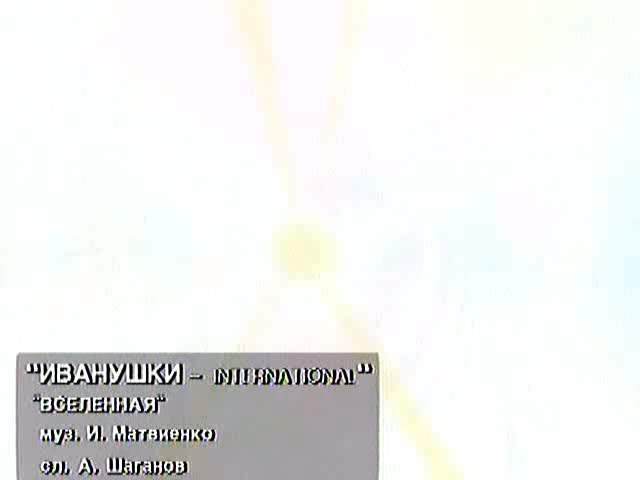 "ИВАНУШКИ – INTERNATIONAL"
"ВСЕЛЕННАЯ"
муз. И. Матвиенко
сл. А. Шаганов